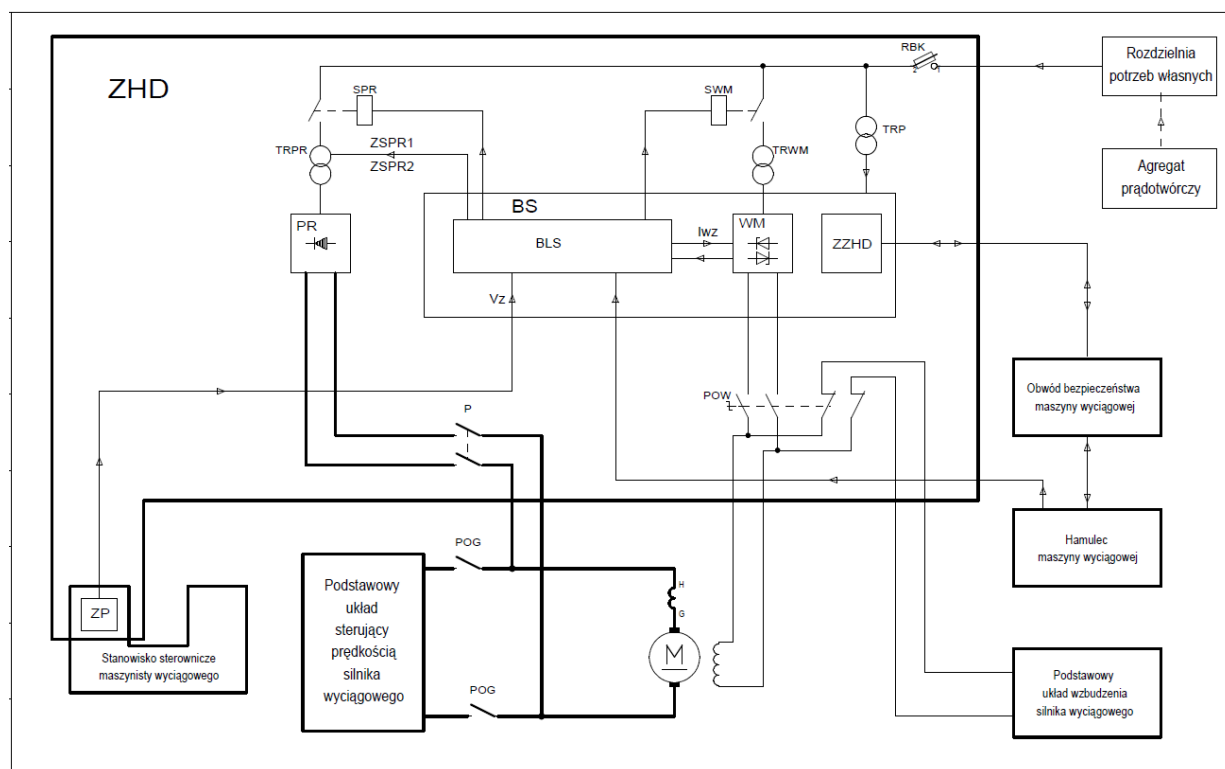 ZHD
RBK
2 1
Rozdzielnia
potrzeb własnych
SPR
SWM
TRP
ZSPR1
TRPR
ZSPR2
TRWM
Agregat
prądotwórczy
BS
PR
WM
BLS
Iwz
ZZHD
Vz
POW
Obwód bezpieczeństwa
maszyny wyciągowej
P
Hamulec
maszyny wyciągowej
POG
Podstawowy
układ
sterujący
prędkością
silnika
wyciągowego
H
G
M
POG
ZP
Stanowisko sterownicze
maszynisty wyciągowego
Podstawowy
układ wzbudzenia
silnika wyciągowego